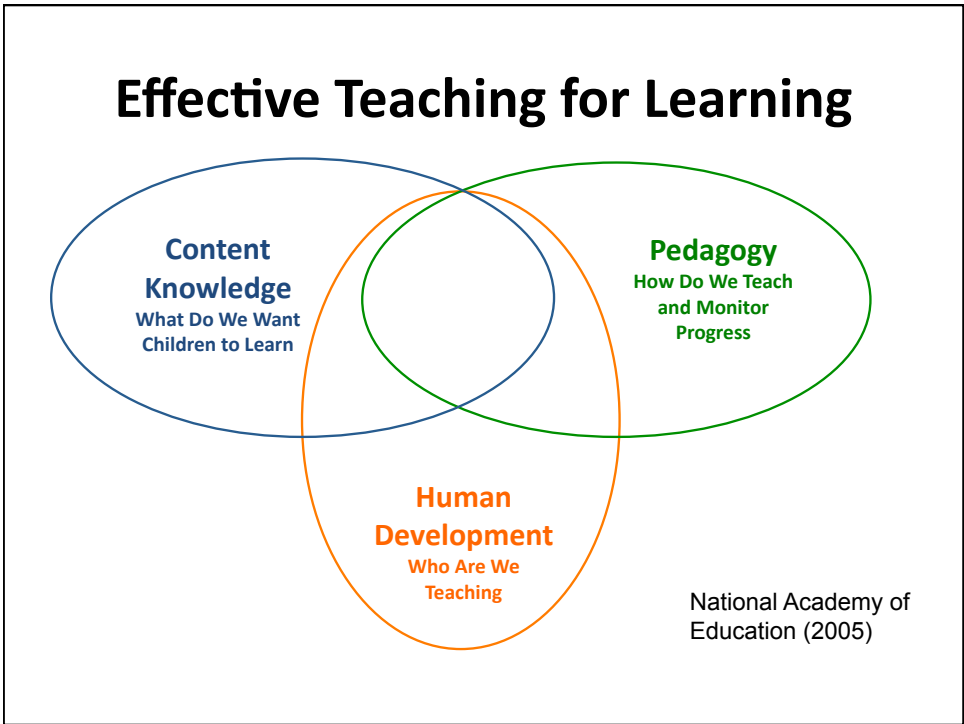 Effective Teaching for Learning
Content
Knowledge
What Do We Want
Children to Learn
Pedagogy
How Do We Teach
and Monitor
Progress
Human
Development
Who Are We
Teaching
National Academy of
Education (2005)